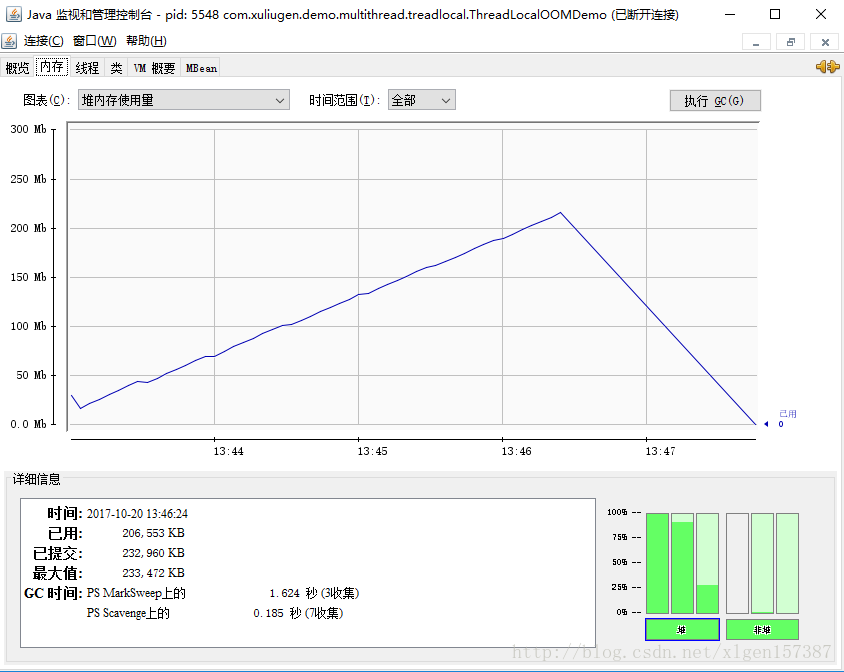 Java 监视和管理控制台 - pid: 5548 com.xuliugen.demo.multithread.treadlocal.ThreadLocalOOMDemo (已断开连接)
连接(C) 窗口(W) 帮助(H)
概览 内存 线程 类 VM 概要 MBean
图表(C): 堆内存使用量 时间范围(T): 全部 执行 GC(G)
300 Mb
250 Mb
200 Mb
150 Mb
100 Mb
50 Mb
0.0 Mb
已用
0
13:44 13:45 13:46 13:47
详细信息
时间: 2017-10-20 13:46:24
已用: 206,553 KB
已提交: 232,960 KB
最大值: 233,472 KB
GC 时间: PS MarkSweep上的 1.624 秒 (3收集)
PS Scavenge上的 0.185 秒 (7收集)
100% --
75% --
50% --
25% --
0% --
堆 非堆
http://blog.csdn.net/xlgen157387